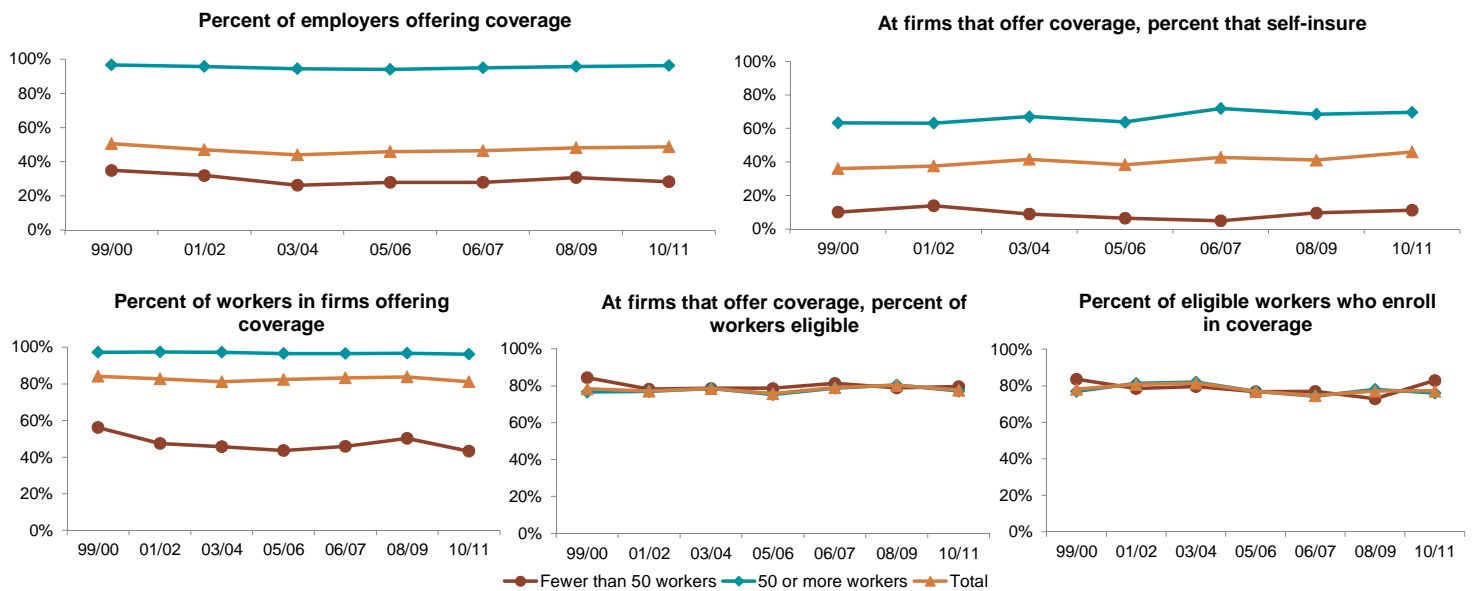 Percent of employers offering coverage
100%
80%
60%
40%
20%
0%
99/00 01/02 03/04 05/06 06/07 08/09 10/11
At firms that offer coverage, percent that self-insure
100%
80%
60%
40%
20%
0%
99/00 01/02 03/04 05/06 06/07 08/09 10/11
Percent of workers in firms offering
coverage
100%
80%
60%
40%
20%
0%
99/00 01/02 03/04 05/06 06/07 08/09 10/11
At firms that offer coverage, percent of
workers eligible
100%
80%
60%
40%
20%
0%
99/00 01/02 03/04 05/06 06/07 08/09 10/11
Percent of eligible workers who enroll
in coverage
100%
80%
60%
40%
20%
0%
99/00 01/02 03/04 05/06 06/07 08/09 10/11
Fewer than 50 workers 50 or more workers Total